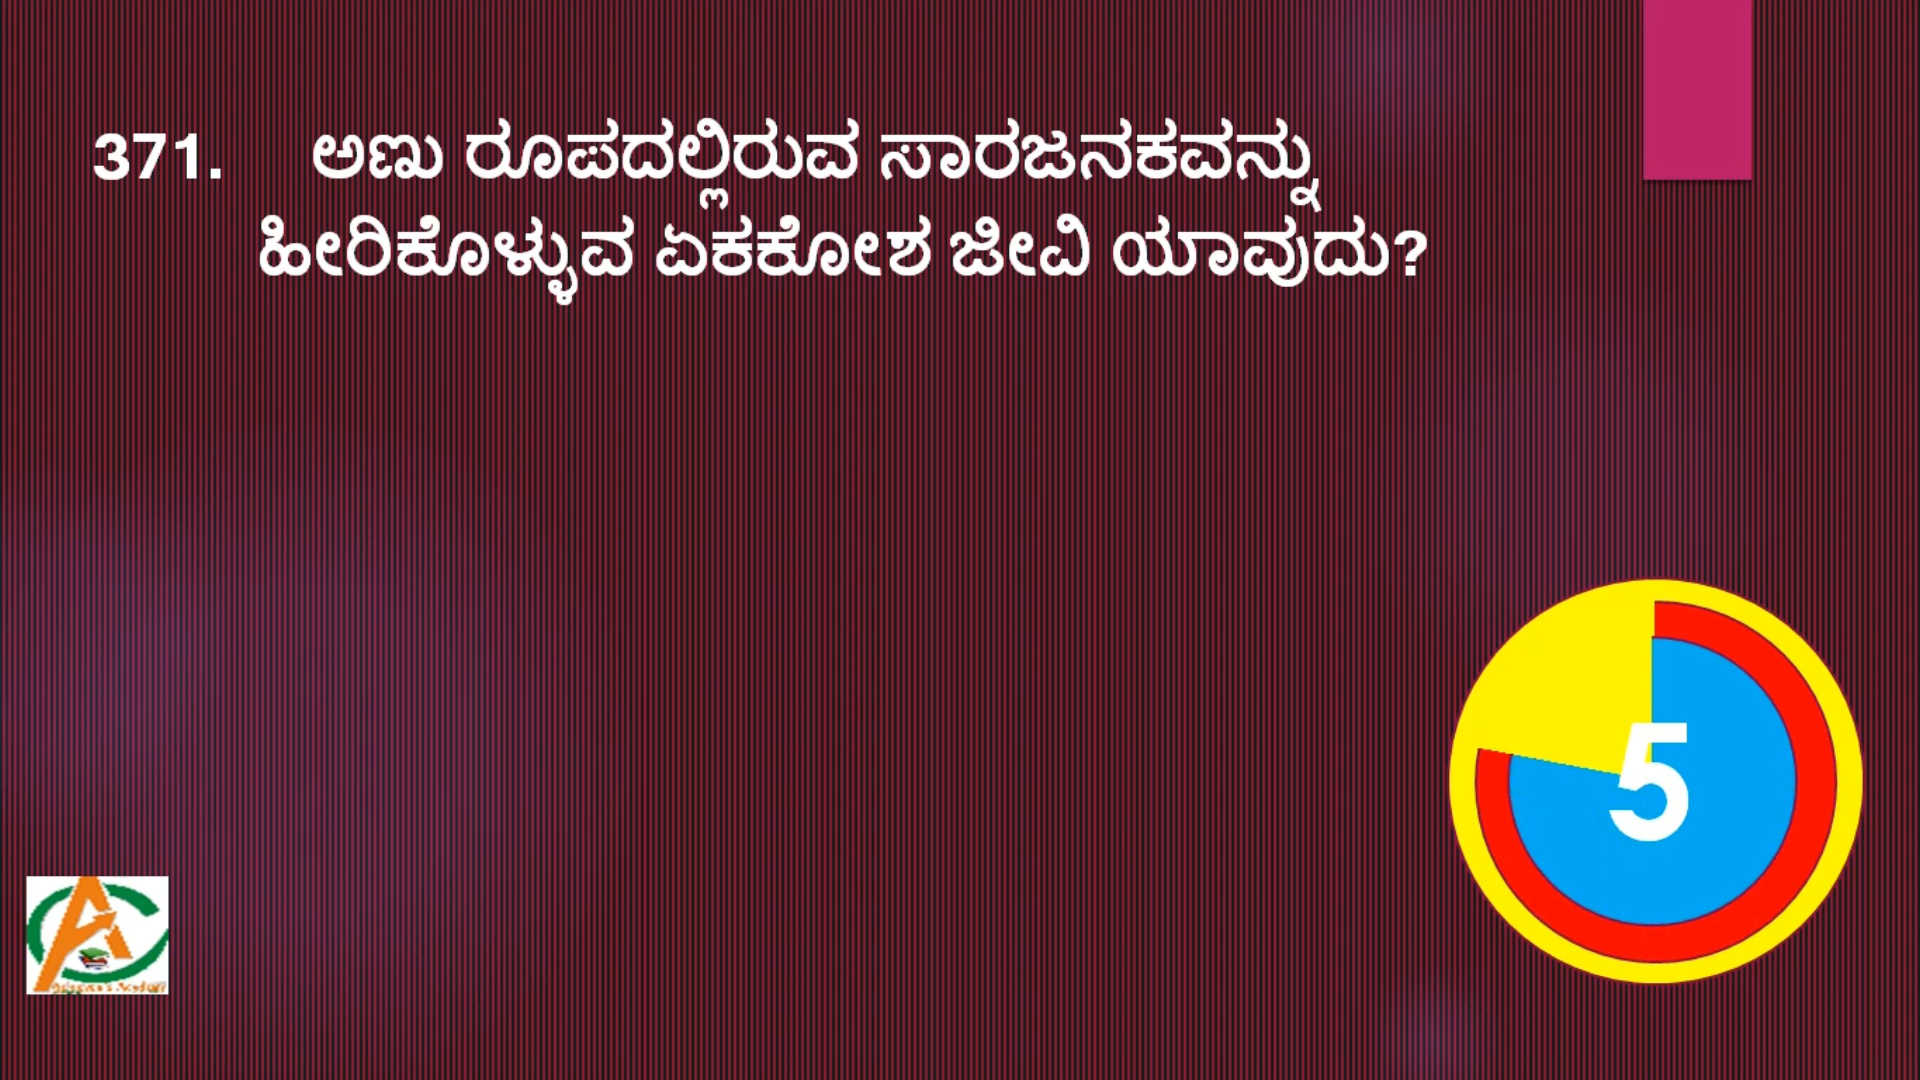 371. ಅಣು ರೂಪದಲ್ಲಿರುವ ಸಾರಜನಕವನ್ನು
ಹೀರಿಕೊಳ್ಳುವ ಏಕಕೋಶ ಜೀವಿ ಯಾವುದು?
5